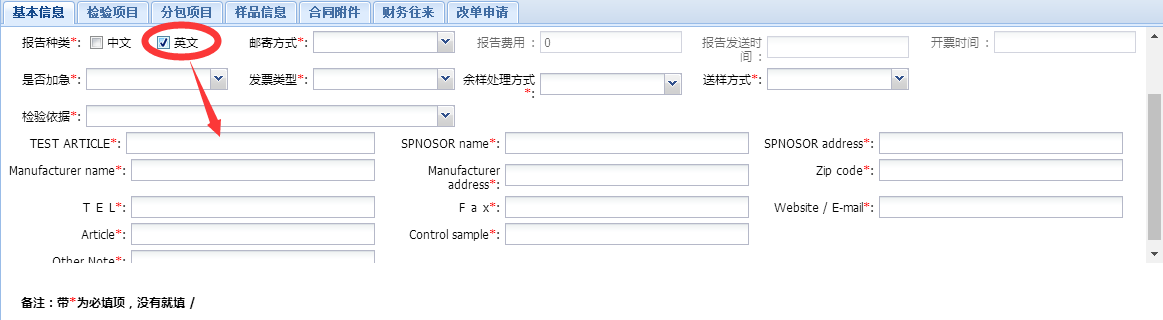 基本信息 检验项目 分包项目 样品信息 合同附件 财务往来 改单申请
报告种类*: 中文 英文 邮寄方式*: 报告费用： 0 报告发送时间： 开票时间：
是否加急*: 发票类型*: 余样处理方式*: 送样方式*:
检验依据*:
TEST ARTICLE*: SPNOSOR name*: SPNOSOR address*:
Manufacturer name*: Manufacturer address*: Zip code*:
T E L*: F a x*: Website / E-mail*:
Article*: Control sample*:
Other Note*:
备注：带*为必填项，没有就填 /